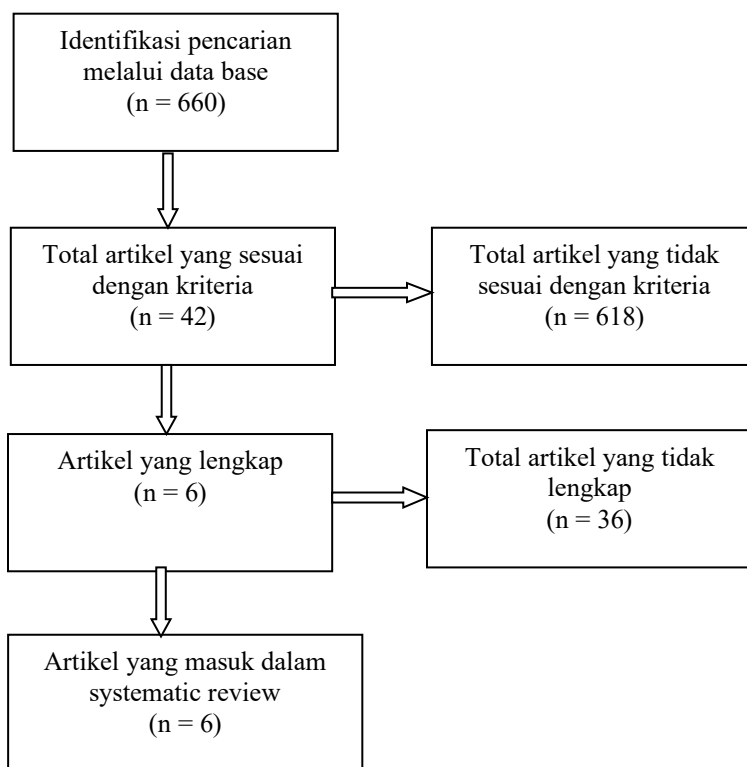 Identifikasi pencarian
melalui data base
(n = 660)
Total artikel yang sesuai
dengan kriteria
(n = 42)
Total artikel yang tidak
sesuai dengan kriteria
(n = 618)
Artikel yang lengkap
(n = 6)
Total artikel yang tidak
lengkap
(n = 36)
Artikel yang masuk dalam
systematic review
(n = 6)